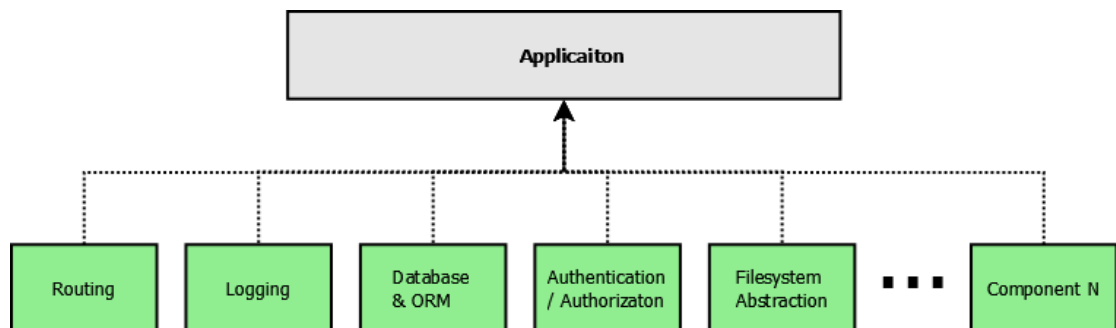 Applicaiton
Routing
Logging
Database
& ORM
Authentication
/ Authorizaton
Filesystem
Abstraction
Component N